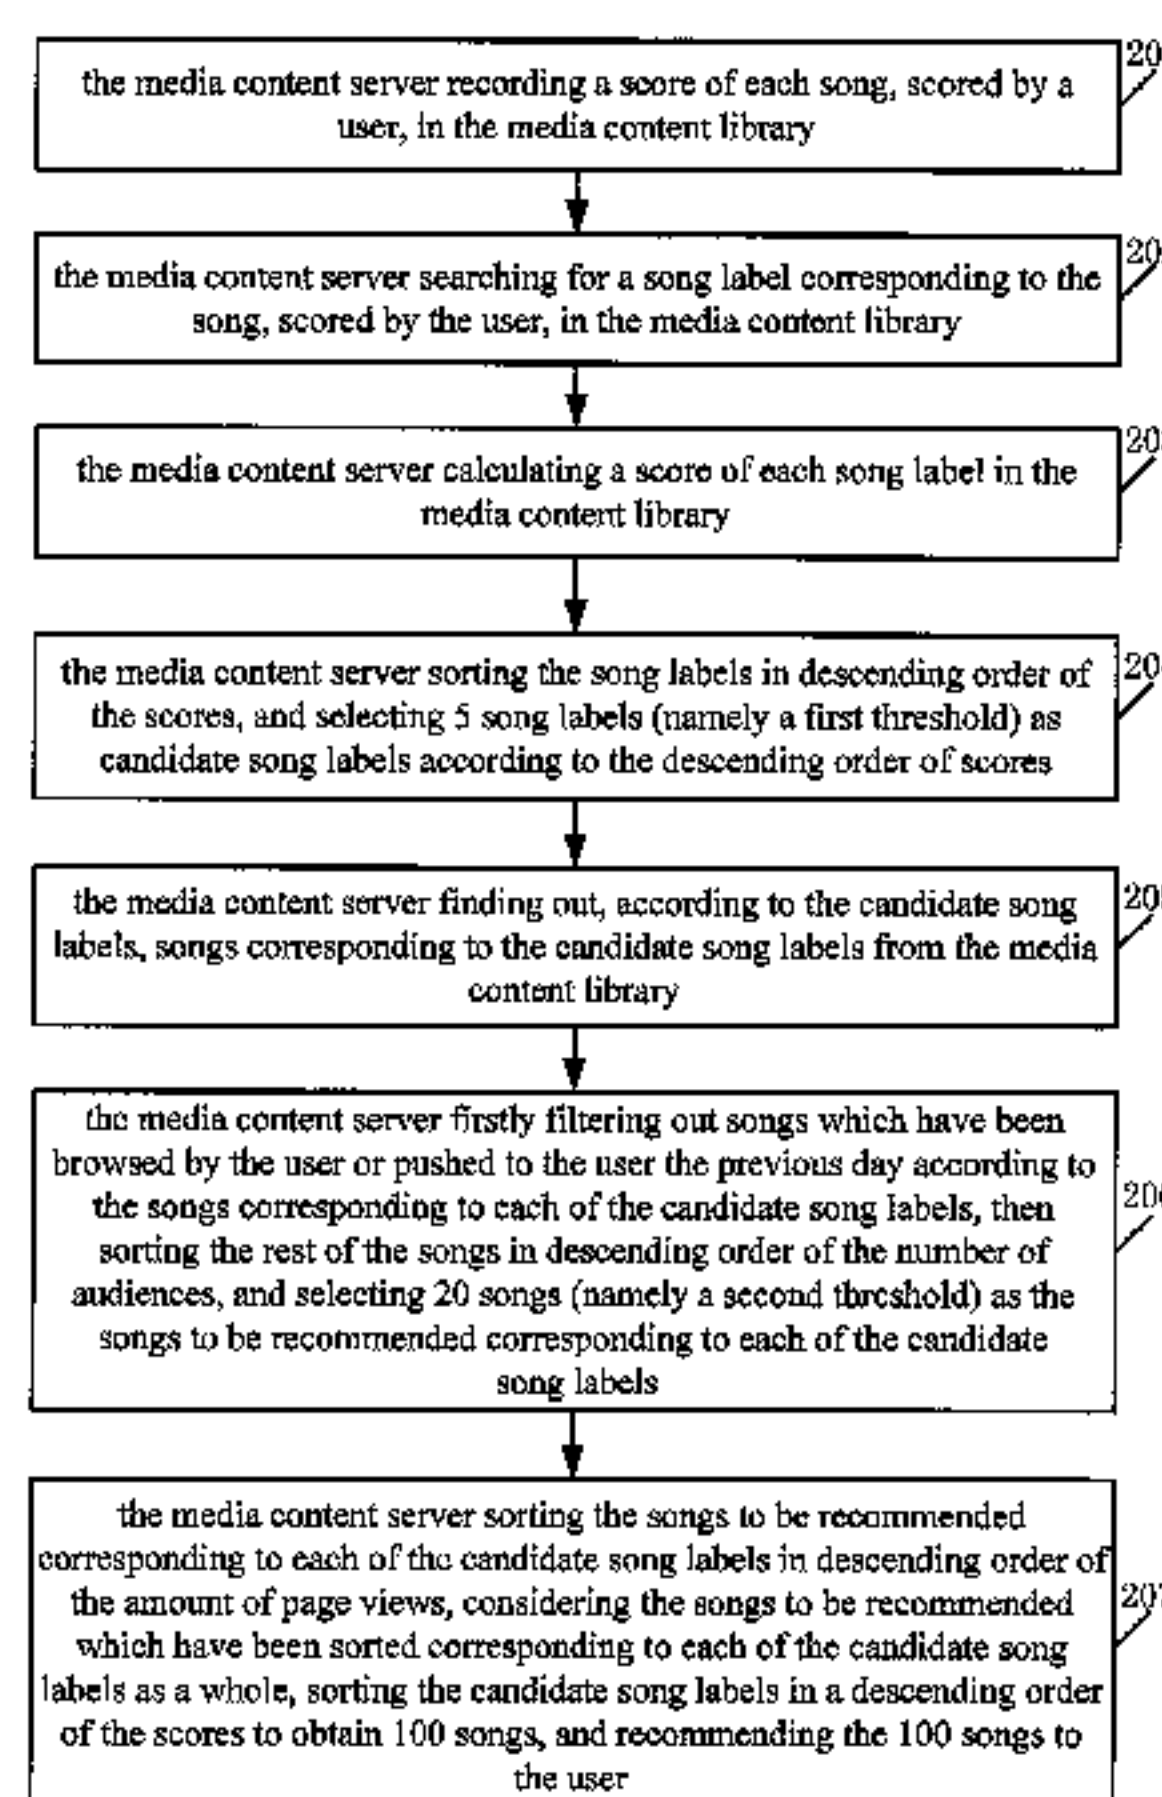 the media content server recording a score of each song, scored by a
user, in the media content library
the media content server searching for a song label corresponding to the
song, scored by the user, in the media content library
the media content server calculating a score of each song label in the
media content library
the media content server sorting the song labels in descending order of
the scores, and selecting 5 song labels (namely a first threshold) as
candidate song labels according to the descending order of scores
the media content server finding out, according to the candidate song
labels, songs corresponding to the candidate song labels from the media
content library
the media content server firstly filtering out songs which have been
browsed by the user or pushed to the user the previous day according to
the songs corresponding to each of the candidate song labels, then
sorting the rest of the songs in descending order of the number of
audiences, and selecting 20 songs (namely a second threshold) as the
songs to be recommended corresponding to each of the candidate
song labels
the media content server sorting the songs to be recommended
corresponding to each of the candidate song labels in descending order of
the amount of page views, considering the songs to be recommended
which have been sorted corresponding to each of the candidate song
labels as a whole, sorting the candidate song labels in a descending order
of the scores to obtain 100 songs, and recommending the 100 songs to
the user